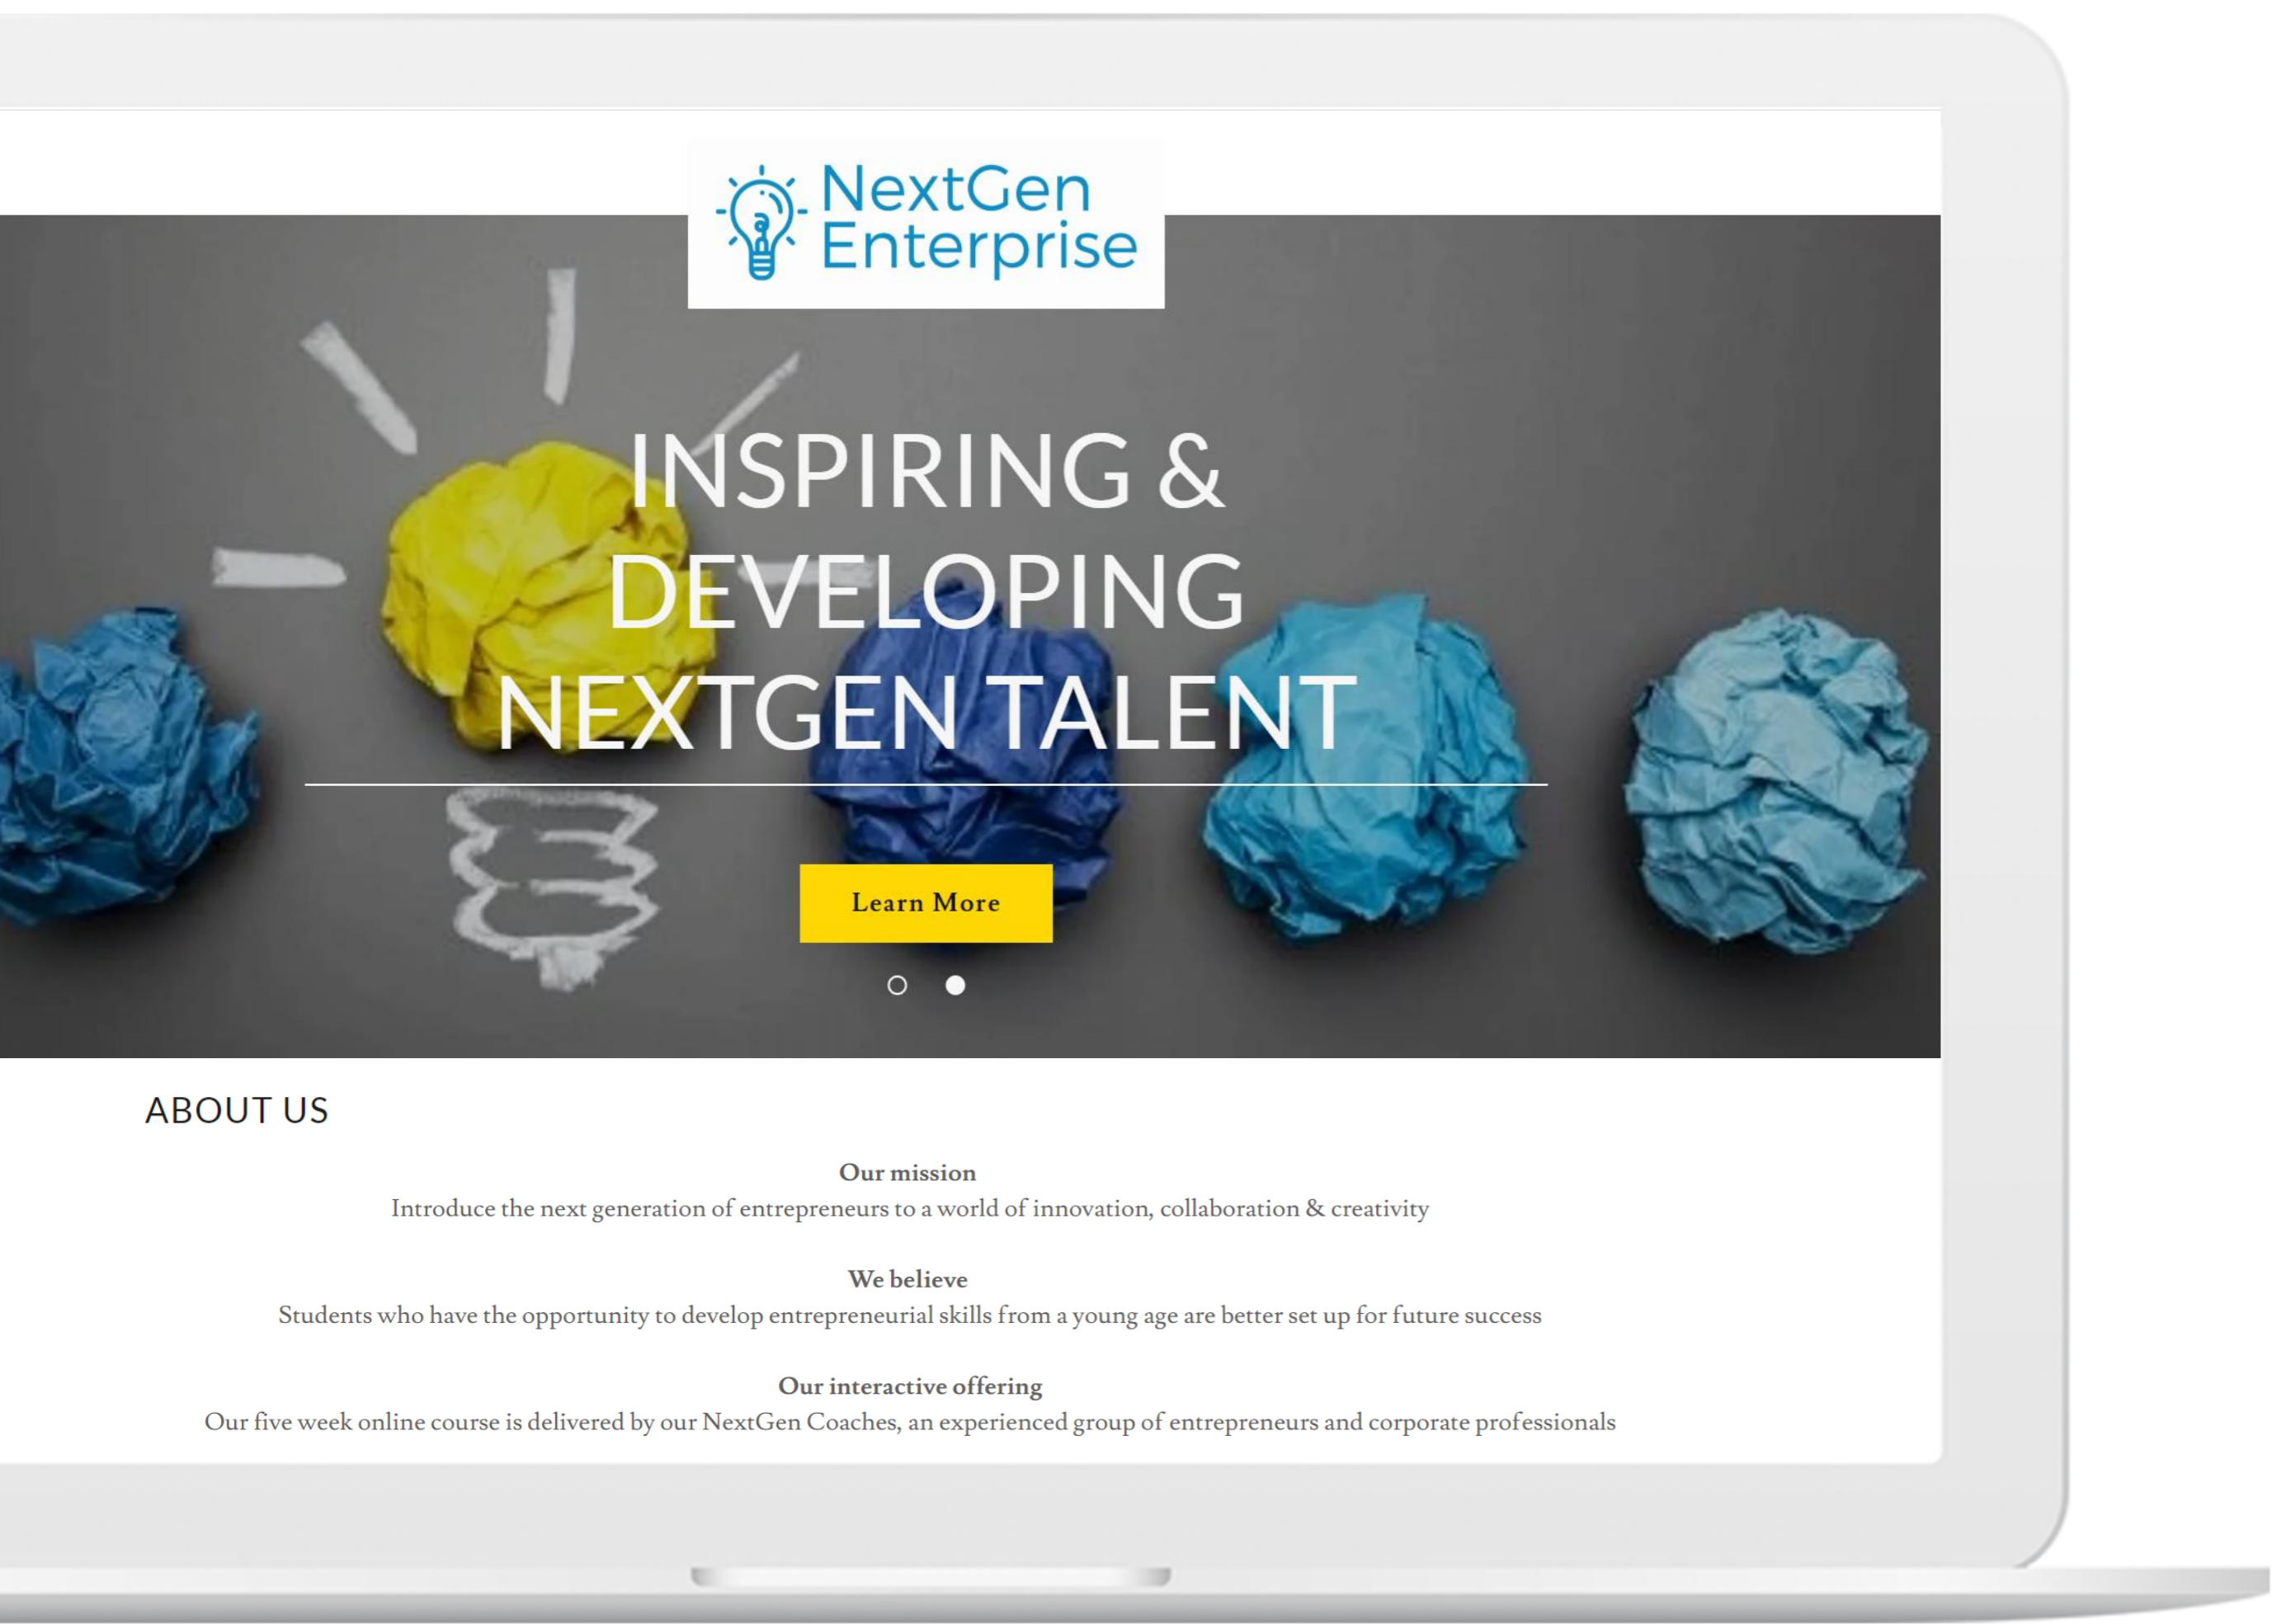 NextGen
Enterprise
INSPIRING &
DEVELOPING
NEXTGEN TALENT
Learn More
ABOUT US
Our mission
Introduce the next generation of entrepreneurs to a world of innovation, collaboration & creativity
We believe
Students who have the opportunity to develop entrepreneurial skills from a young age are better set up for future success
Our interactive offering
Our five week online course is delivered by our NextGen Coaches, an experienced group of entrepreneurs and corporate professionals